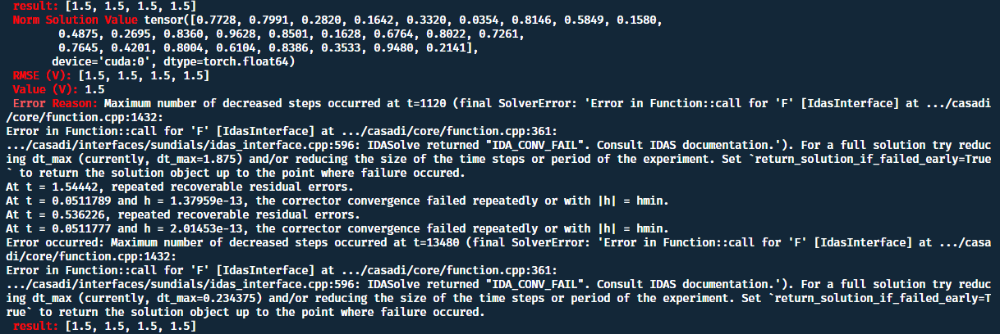 result: [1.5, 1.5, 1.5, 1.5]
Norm Solution Value tensor([0.7728, 0.7991, 0.2820, 0.1642, 0.3320, 0.0354, 0.8146, 0.5849, 0.1580,
0.4875, 0.2695, 0.8360, 0.9628, 0.8501, 0.1628, 0.6764, 0.8022, 0.7261,
0.7645, 0.4201, 0.8004, 0.6104, 0.8386, 0.3533, 0.9480, 0.2141],
device='cuda:0', dtype=torch.float64)
RMSE (V): [1.5, 1.5, 1.5, 1.5]
Value (V): 1.5
Error Reason: Maximum number of decreased steps occurred at t=1120 (final SolverError: 'Error in Function::call for 'F' [IdasInterface] at .../casadi
/core/function.cpp:1432:
Error in Function::call for 'F' [IdasInterface] at .../casadi/core/function.cpp:361:
.../casadi/interfaces/sundials/idas_interface.cpp:596: IDASolve returned "IDA_CONV_FAIL". Consult IDAS documentation.'). For a full solution try reduc
ing dt_max (currently, dt_max=1.875) and/or reducing the size of the time steps or period of the experiment. Set `return_solution_if_failed_early=True
` to return the solution object up to the point where failure occured.
At t = 1.54442, repeated recoverable residual errors.
At t = 0.0511789 and h = 1.37959e-13, the corrector convergence failed repeatedly or with |h| = hmin.
At t = 0.536226, repeated recoverable residual errors.
At t = 0.0511777 and h = 2.01453e-13, the corrector convergence failed repeatedly or with |h| = hmin.
Error occurred: Maximum number of decreased steps occurred at t=13480 (final SolverError: 'Error in Function::call for 'F' [IdasInterface] at .../casa
di/core/function.cpp:1432:
Error in Function::call for 'F' [IdasInterface] at .../casadi/core/function.cpp:361:
.../casadi/interfaces/sundials/idas_interface.cpp:596: IDASolve returned "IDA_CONV_FAIL". Consult IDAS documentation.'). For a full solution try reduc
ing dt_max (currently, dt_max=0.234375) and/or reducing the size of the time steps or period of the experiment. Set `return_solution_if_failed_early=T
rue` to return the solution object up to the point where failure occured.
result: [1.5, 1.5, 1.5, 1.5]